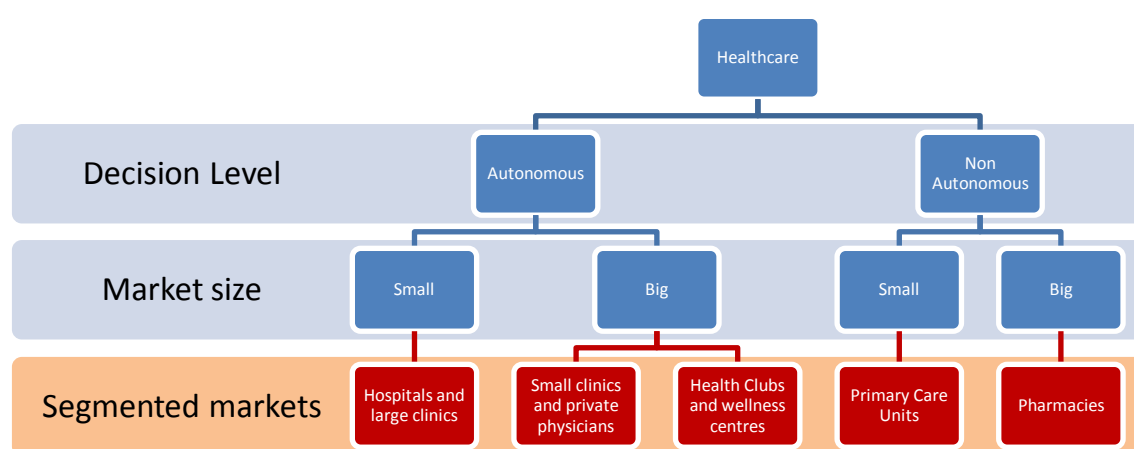 Healthcare
Decision Level
Autonomous
Non
Autonomous
Market size
Small
Big
Small
Big
Segmented markets
Hospitals and
large clinics
Small clinics
and private
physicians
Health Clubs
and wellness
centres
Primary Care
Units
Pharmacies